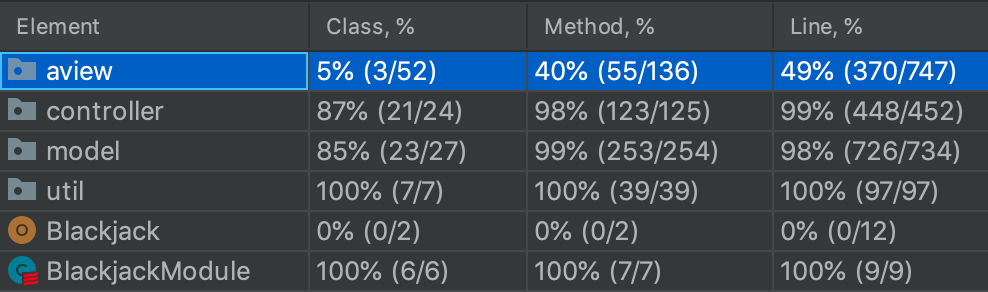 Element Class, % Method, % Line, %
aview 5% (3/52) 40% (55/136) 49% (370/747)
controller 87% (21/24) 98% (123/125) 99% (448/452)
model 85% (23/27) 99% (253/254) 98% (726/734)
util 100% (7/7) 100% (39/39) 100% (97/97)
Blackjack 0% (0/2) 0% (0/2) 0% (0/12)
BlackjackModule 100% (6/6) 100% (7/7) 100% (9/9)